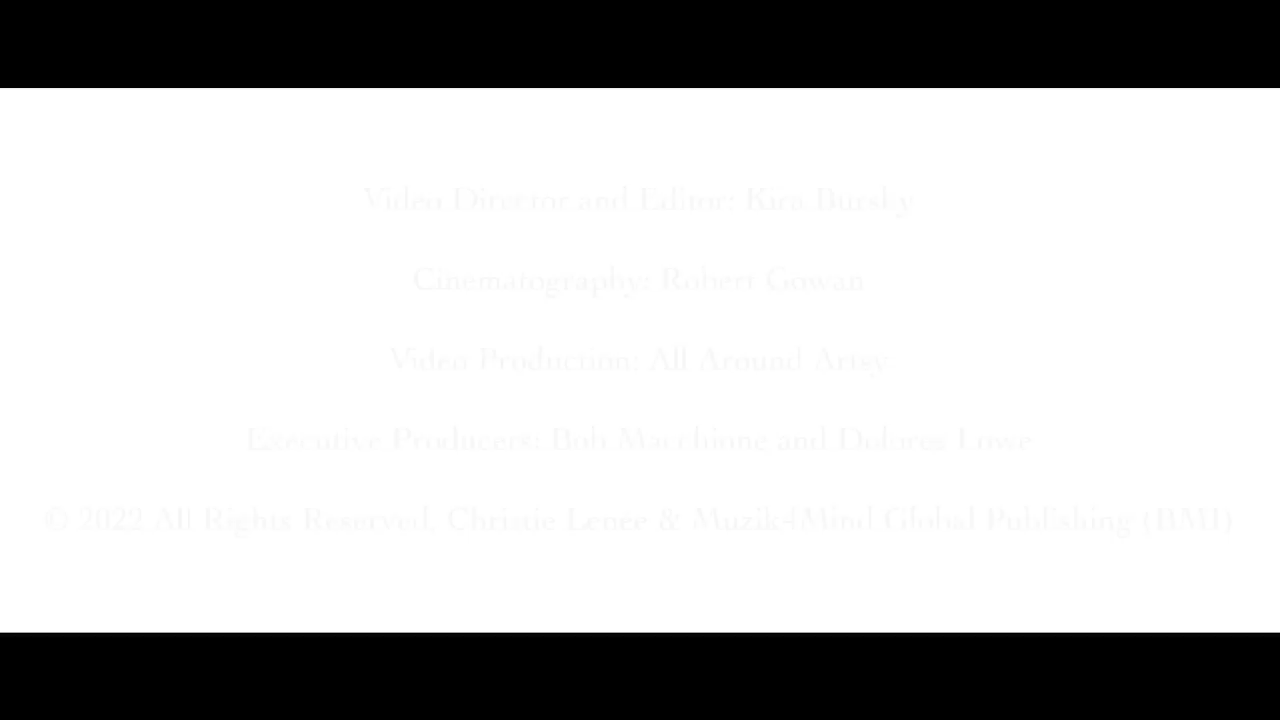 Video Director and Editor: Kira Bursky
Cinematography: Robert Gowan
Video Production: All Around Artsy
Executive Producers: Bob Macchione and Dolores Lowe
© 2022 All Rights Reserved, Christie Lenee & Muzik4Mind Global Publishing (BMI)